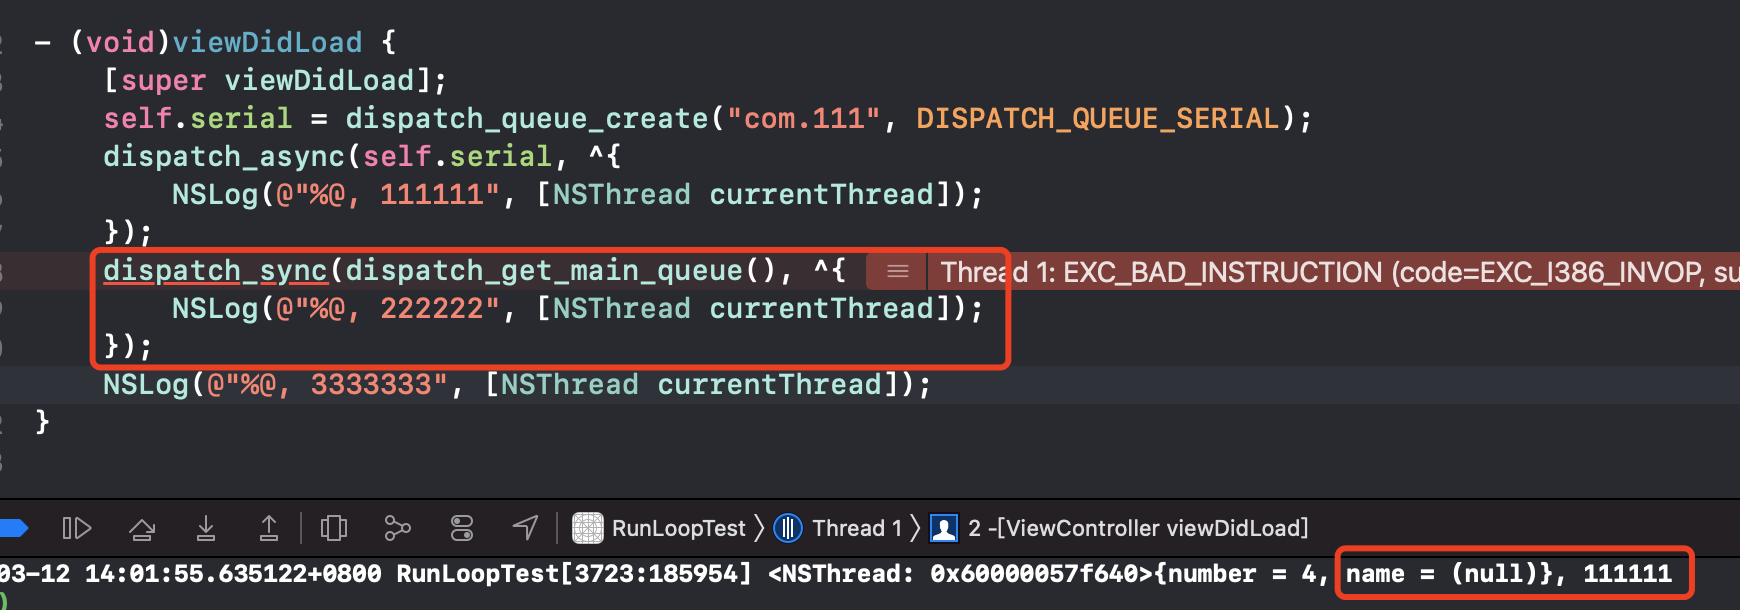 - (void)viewDidLoad {
[super viewDidLoad];
self.serial = dispatch_queue_create("com.111", DISPATCH_QUEUE_SERIAL);
dispatch_async(self.serial, ^{
NSLog(@"%@, 111111", [NSThread currentThread]);
});
dispatch_sync(dispatch_get_main_queue(), ^{ Thread 1: EXC_BAD_INSTRUCTION (code=EXC_I386_INVOP, su
NSLog(@"%@, 222222", [NSThread currentThread]);
});
NSLog(@"%@, 3333333", [NSThread currentThread]);
}
RunLoopTest Thread 1 2 -[ViewController viewDidLoad]
03-12 14:01:55.635122+0800 RunLoopTest[3723:185954] <NSThread: 0x60000057f640>{number = 4, name = (null)}, 111111
)